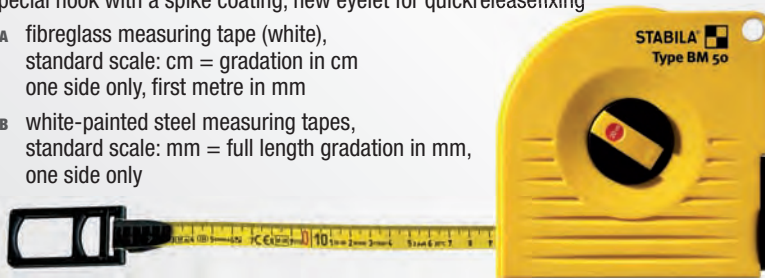 pecial hook with a spike coating, new eyelet for quickreleasefixing
A fibreglass measuring tape (white),
standard scale: cm = gradation in cm
one side only, first metre in mm
B white-painted steel measuring tapes,
standard scale: mm = full length gradation in mm,
one side only
STABILA
Type BM 50
10